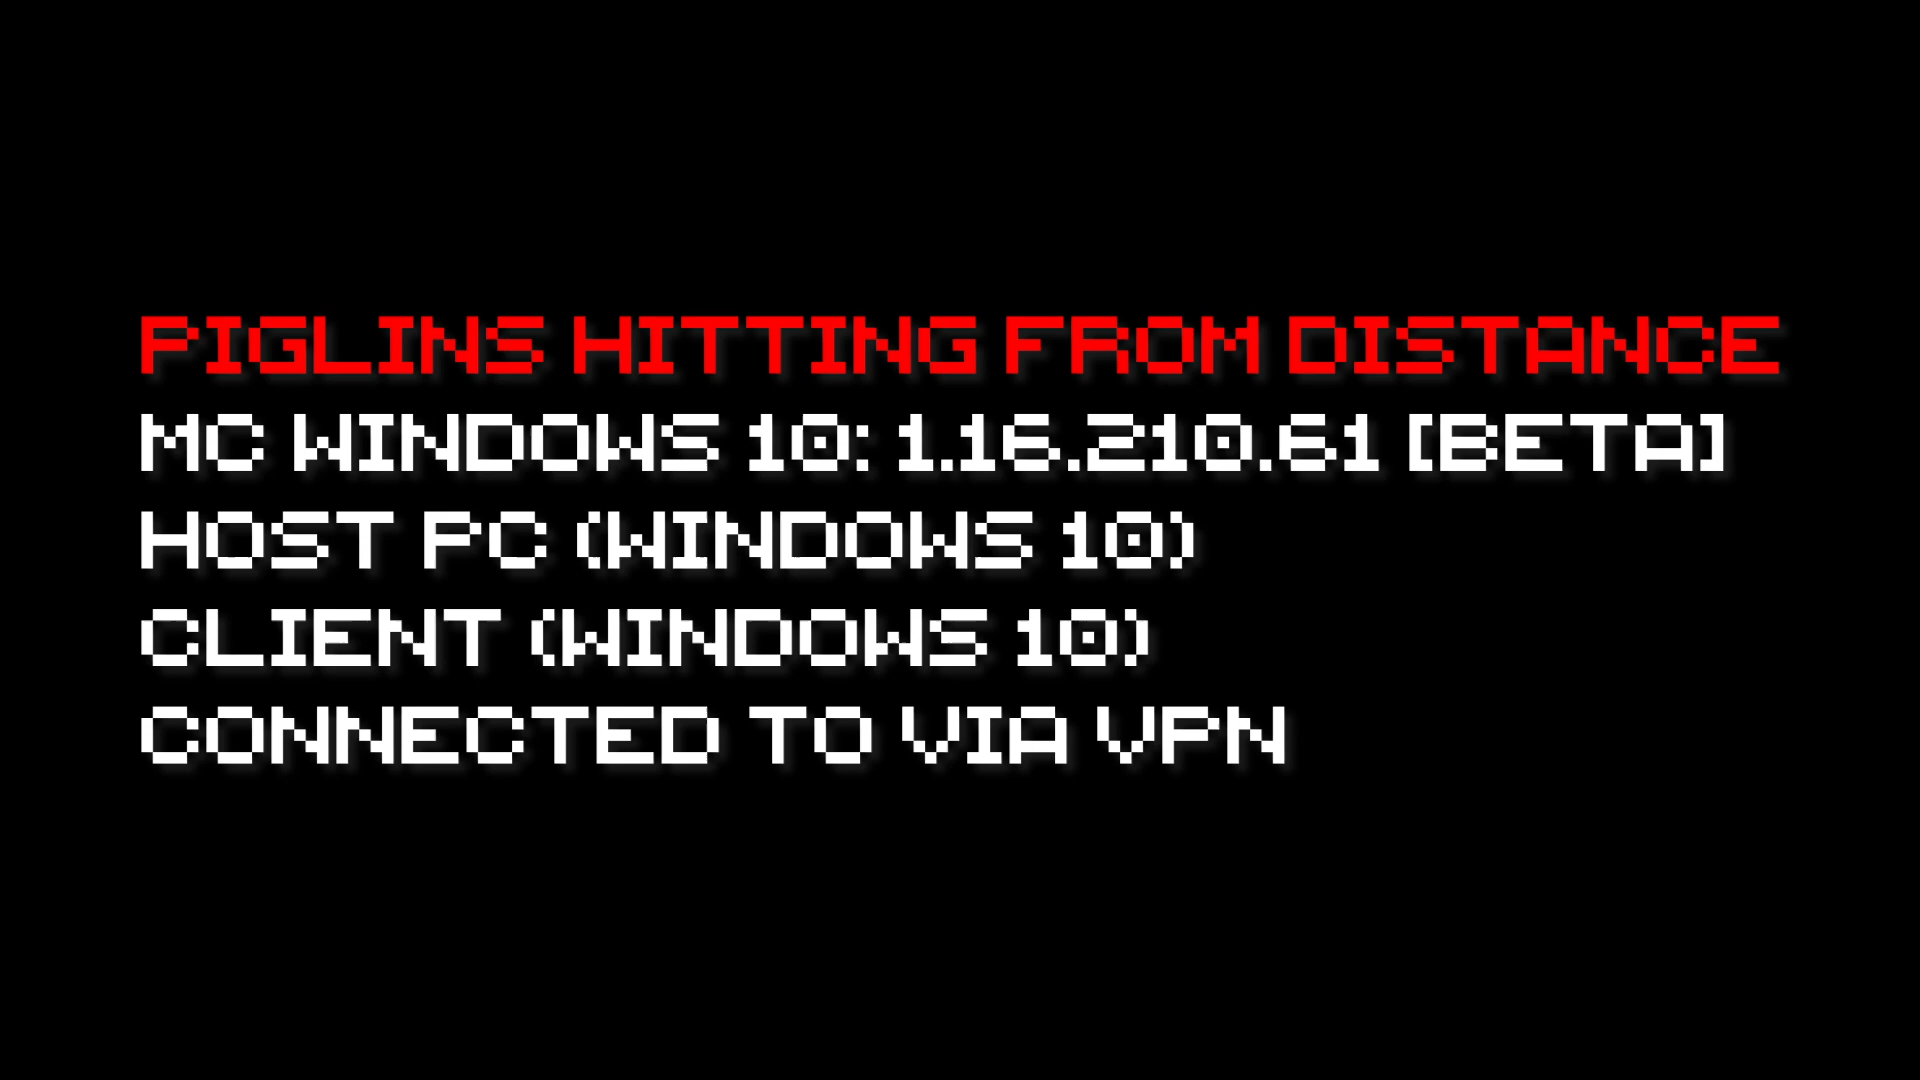 PIGLINS HITTING FROM DISTANCE
MC WINDOWS 10: 1.16.210.61 [BETA]
HOST PC (WINDOWS 10)
CLIENT (WINDOWS 10)
CONNECTED TO VIA VPN